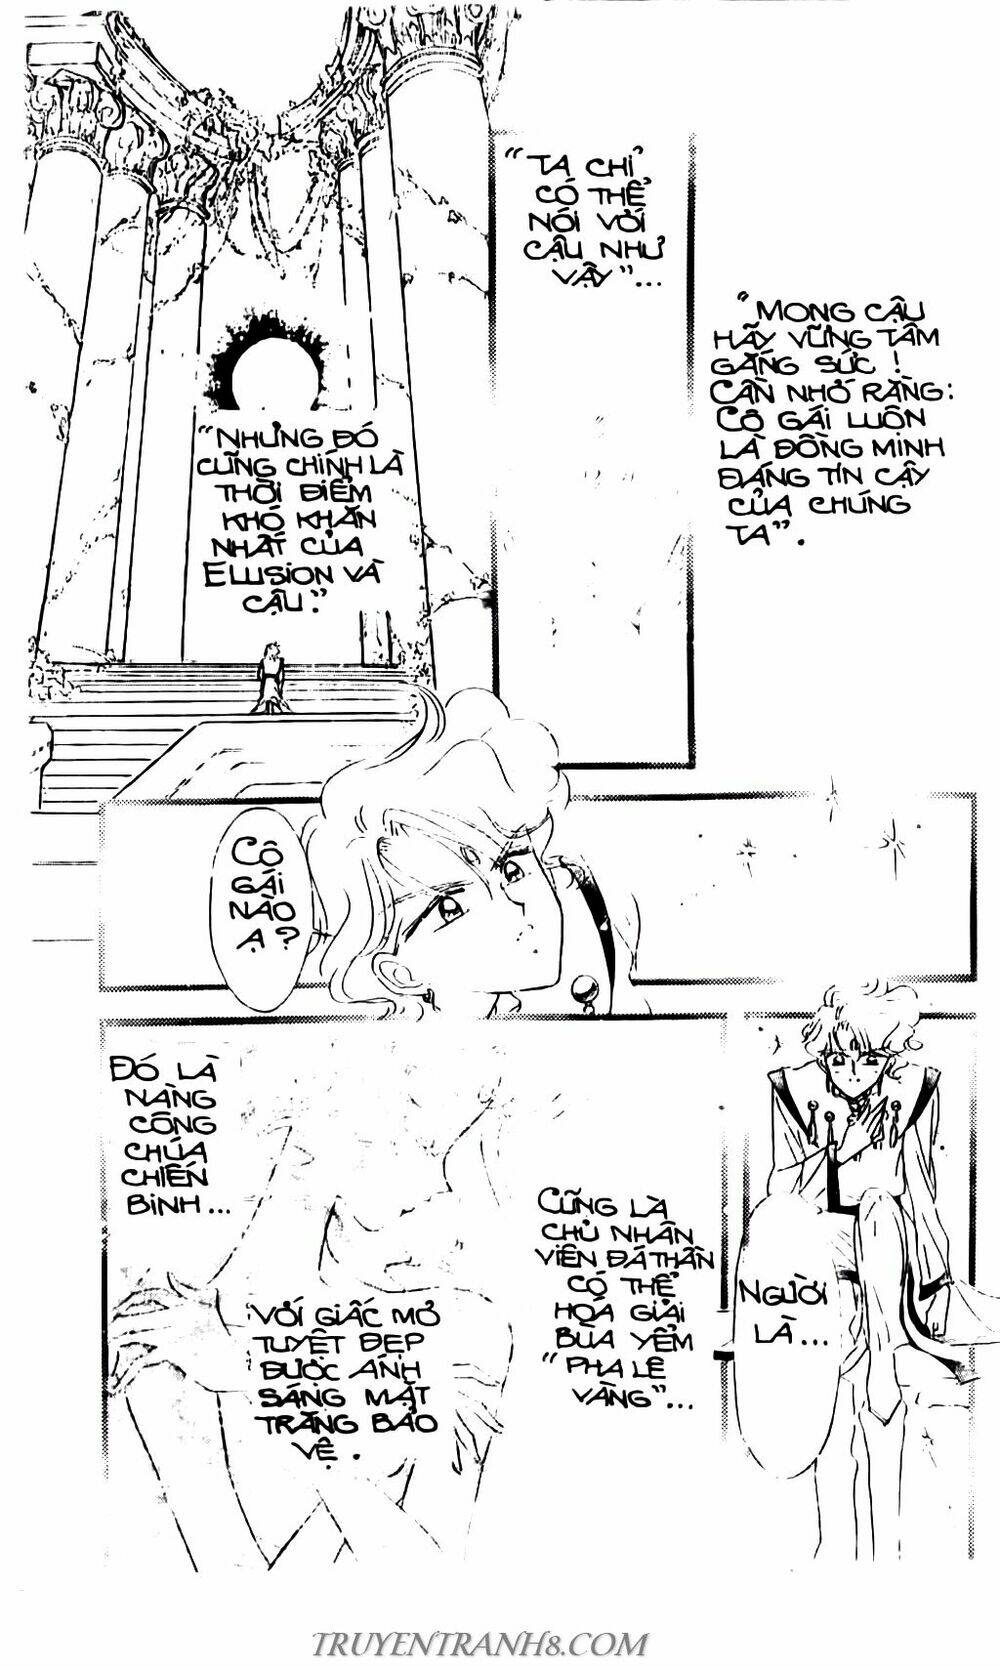 "TA CHỈ
CÓ THỂ
NÓI VỚI
CẬU NHƯ
VẬY"...
"MONG CẬU
HÃY VỮNG TÂM
GẮNG SỨC!
CẦN NHỚ RẰNG:
CÔ GÁI LUÔN
LÀ ĐỒNG MINH
ĐÁNG TÍN CẬY
CỦA CHÚNG
TA".
"NHƯNG ĐÓ
CŨNG CHÍNH LÀ
THỜI ĐIỂM
KHÓ KHĂN
NHẤT CỦA
ELUSION VÀ
CẬU."
CÔ
GÁI
NÀO
Ạ?
ĐÓ LÀ
NÀNG
CÔNG
CHÚA
CHIẾN
BINH...
VỚI GIẤC MƠ
TUYỆT ĐẸP
ĐƯỢC ÁNH
SÁNG MẶT
TRĂNG BẢO
VỆ.
CŨNG LÀ
CHỦ NHÂN
VIÊN ĐÁ THẦN
CÓ THỂ
HÓA GIẢI
BÙA YỂM
"PHA LÊ
VÀNG"...
NGƯỜI
LÀ...
TRUYENTRANH8.COM